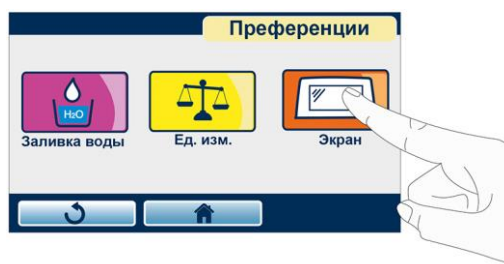 Преференции
H2O
Заливка воды
Ед. изм.
Экран